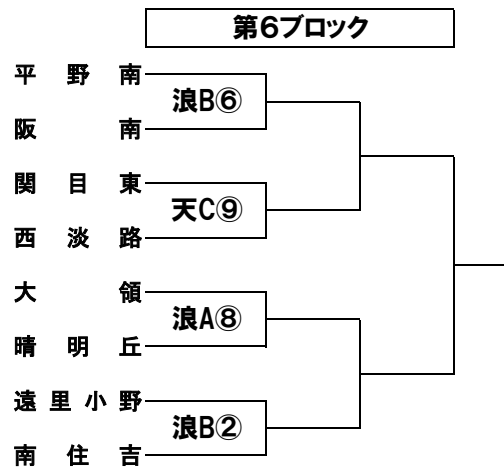 第6ブロック
平野南
浪B⑥
阪南
関目東
天C⑨
西淡路
大領
浪A⑧
晴明丘
遠里小野
浪B②
南住吉